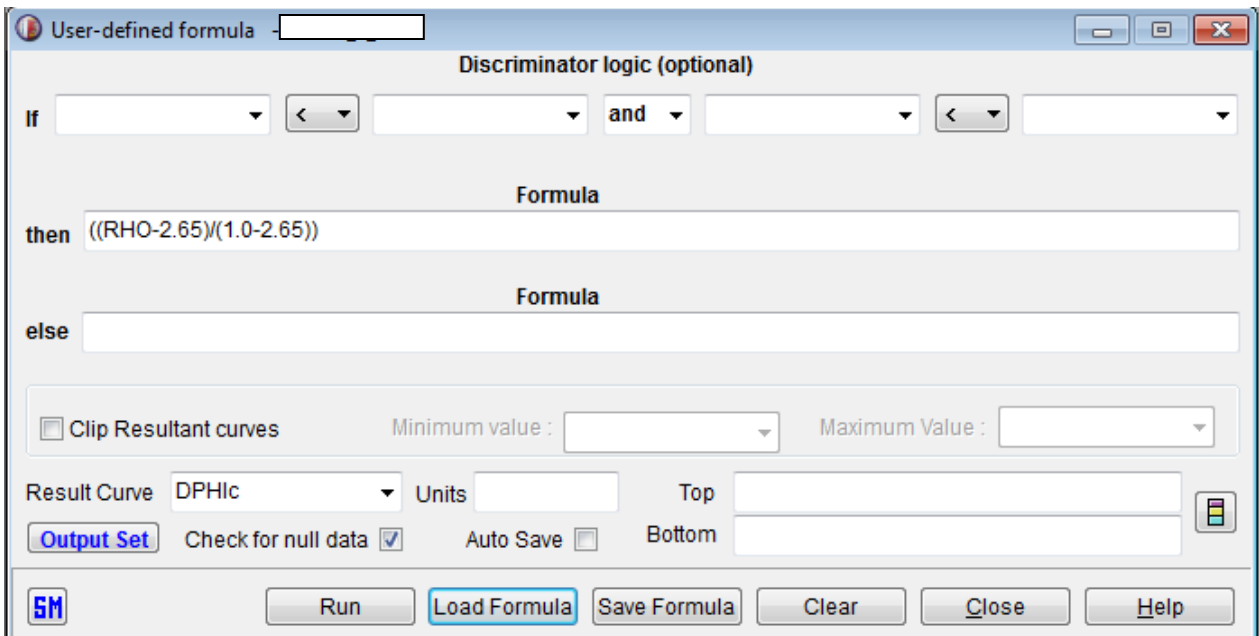 User-defined formula -
Discriminator logic (optional)
If < and <
Formula
then ((RHO-2.65)/(1.0-2.65))
Formula
else
Clip Resultant curves Minimum value : Maximum Value :
Result Curve DPHIc Units Top
Output Set Check for null data Auto Save Bottom
SM Run Load Formula Save Formula Clear Close Help